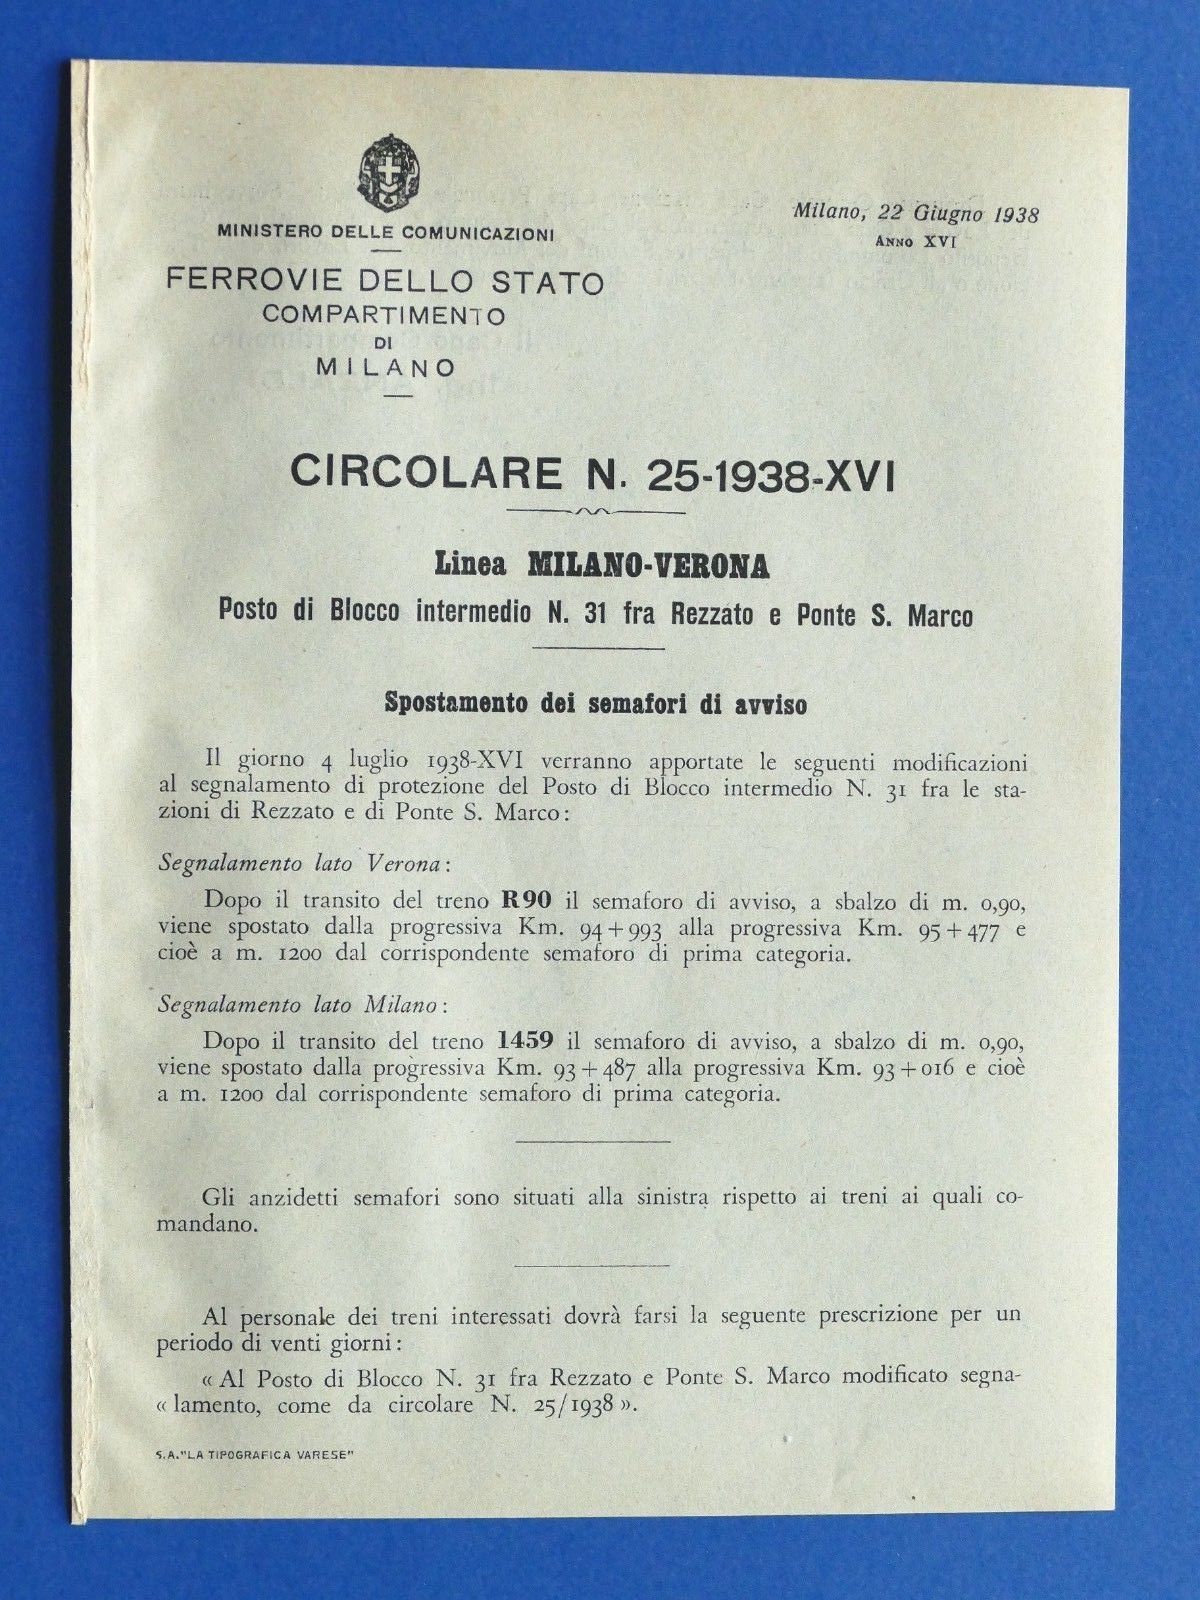 MINISTERO DELLE COMUNICAZIONI
FERROVIE DELLO STATO
COMPARTIMENTO
DI
MILANO
Milano, 22 Giugno 1938
Anno XVI
CIRCOLARE N. 25-1938-XVI
Linea MILANO-VERONA
Posto di Blocco intermedio N. 31 fra Rezzato e Ponte S. Marco
Spostamento dei semafori di avviso
Il giorno 4 luglio 1938-XVI verranno apportate le seguenti modificazioni
al segnalamento di protezione del Posto di Blocco intermedio N. 31 fra le sta-
zioni di Rezzato e di Ponte S. Marco:
Segnalamento lato Verona:
Dopo il transito del treno R90 il semaforo di avviso, a sbalzo di m. 0,90,
viene spostato dalla progressiva Km. 94+993 alla progressiva Km. 95+477 e
cioè a m. 1200 dal corrispondente semaforo di prima categoria.
Segnalamento lato Milano:
Dopo il transito del treno 1459 il semaforo di avviso, a sbalzo di m. 0,90,
viene spostato dalla progressiva Km. 93+487 alla progressiva Km. 93+016 e cioè
a m. 1200 dal corrispondente semaforo di prima categoria.
Gli anzidetti semafori sono situati alla sinistra rispetto ai treni ai quali co-
mandano.
Al personale dei treni interessati dovrà farsi la seguente prescrizione per un
periodo di venti giorni:
« Al Posto di Blocco N. 31 fra Rezzato e Ponte S. Marco modificato segna-
« lamento, come da circolare N. 25/1938 ».
S.A."LA TIPOGRAFICA VARESE"